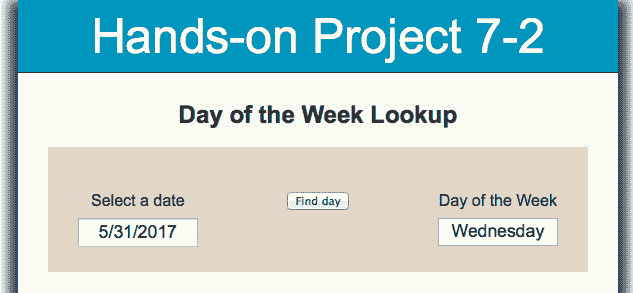 Hands-on Project 7-2
Day of the Week Lookup
Select a date
Find day
Day of the Week
5/31/2017
Wednesday